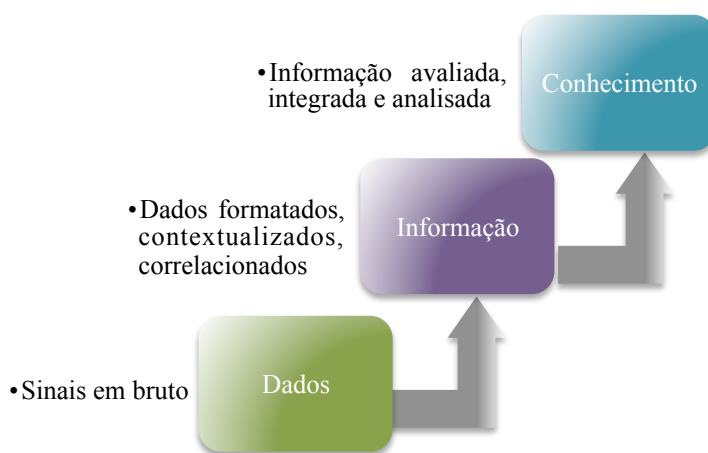 •Informação avaliada,
integrada e analisada
Conhecimento
•Dados formatados,
contextualizados,
correlacionados
Informação
•Sinais em bruto
Dados